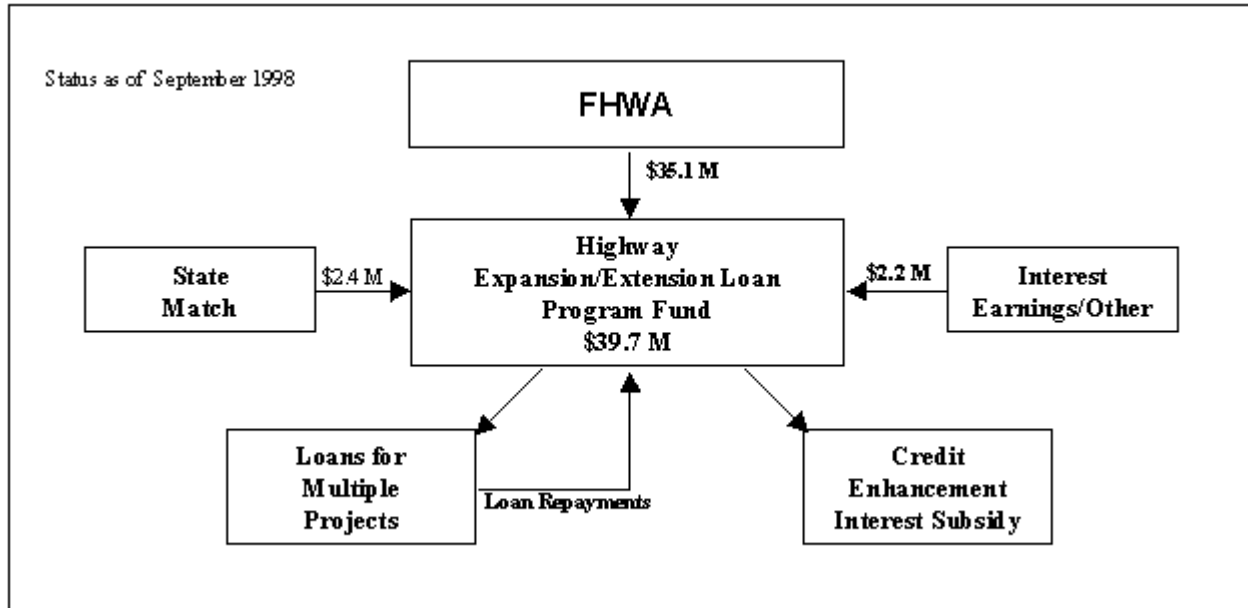 Status as of September 1998
FHWA
$35.1 M
State
Match
$2.4 M
Highway
Expansion/Extension Loan
Program Fund
$39.7 M
$2.2 M
Interest
Earnings/Other
Loans for
Multiple
Projects
Loan Repayments
Credit
Enhancement
Interest Subsidy